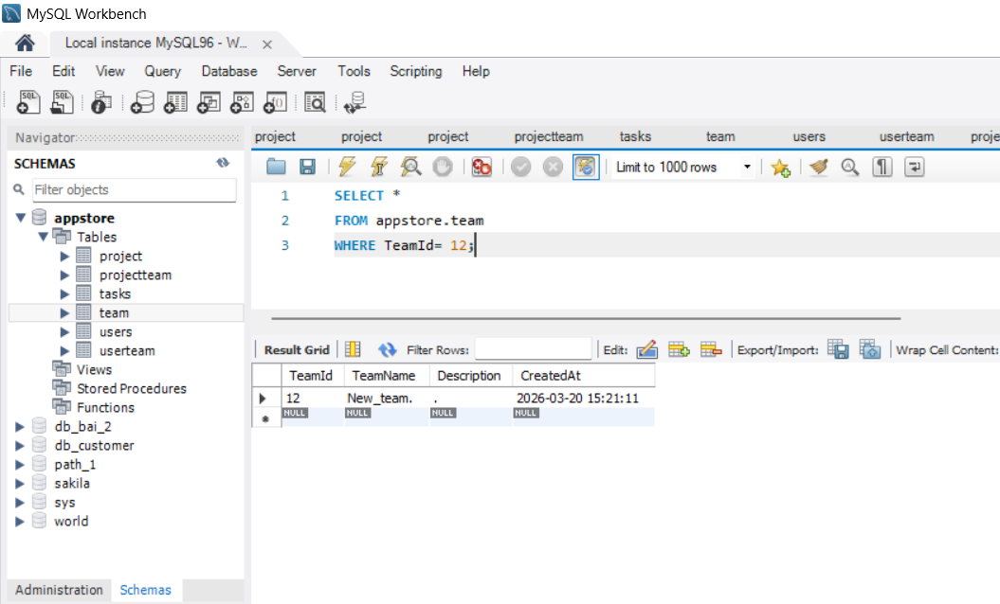 MySQL Workbench
Local instance MySQL96 - W...
File Edit View Query Database Server Tools Scripting Help
SQL SQL
Navigator
SCHEMAS
Filter objects
appstore
Tables
project
projectteam
tasks
team
users
userteam
Views
Stored Procedures
Functions
db_bai_2
db_customer
path_1
sakila
sys
world
Administration Schemas
project project project projectteam tasks team users userteam proje
Limit to 1000 rows
1 SELECT *
2 FROM appstore.team
3 WHERE TeamId= 12;
Result Grid Filter Rows: Edit: Export/Import: Wrap Cell Content:
TeamId TeamName Description CreatedAt
12 New_team. . 2026-03-20 15:21:11
NULL NULL NULL NULL